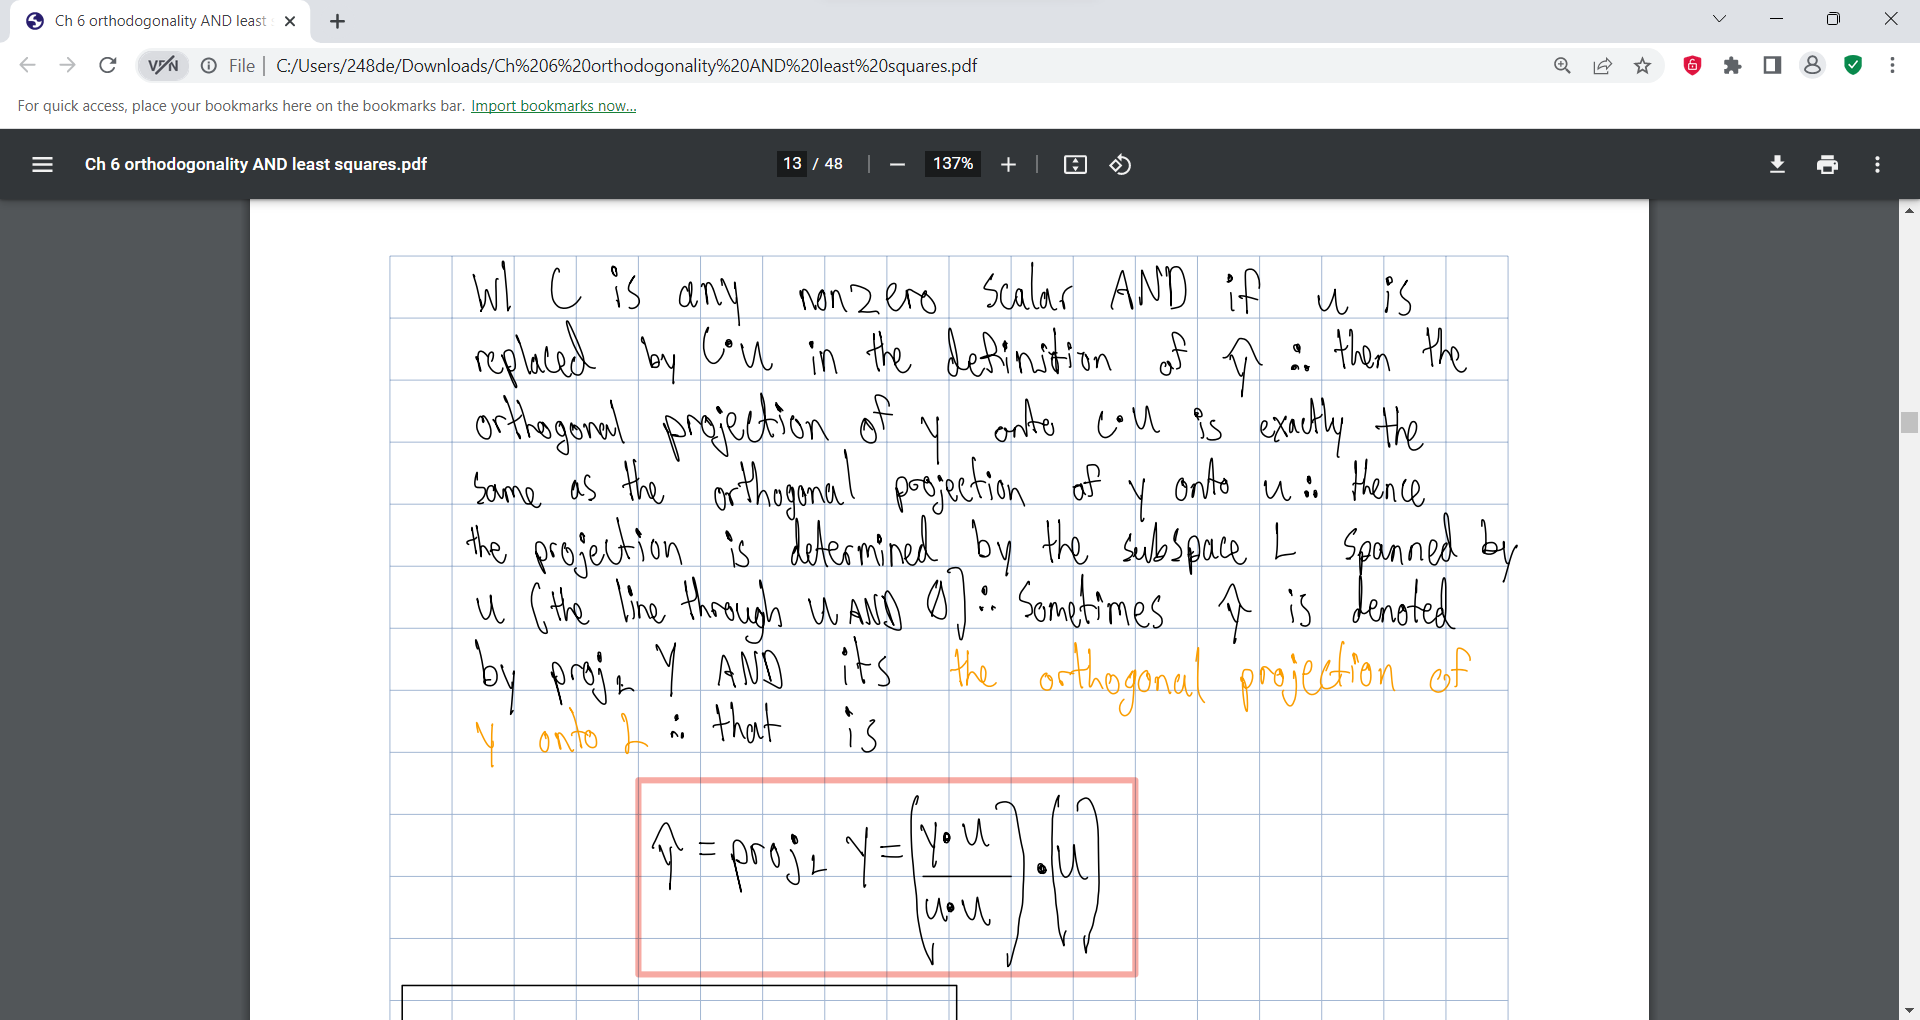 Ch 6 orthodogonality AND least
VPN File C:/Users/248de/Downloads/Ch%206%20orthodogonality%20AND%20least%20squares.pdf
For quick access, place your bookmarks here on the bookmarks bar. Import bookmarks now...
Ch 6 orthodogonality AND least squares.pdf 13 / 48 − 137% +
W/ C is any nonzero scalar AND if u is
replaced by C·u in the definition of ŷ ∴ then the
orthogonal projection of y onto c·u is exactly the
same as the orthogonal projection of y onto u ∴ thence
the projection is determined by the subspace L spanned by
u (the line through u AND 0) ∴ Sometimes ŷ is denoted
by proj_L Y AND its the orthogonal projection of
y onto L ∴ that is
ŷ = proj_L Y = (y·u / u·u) · (u)